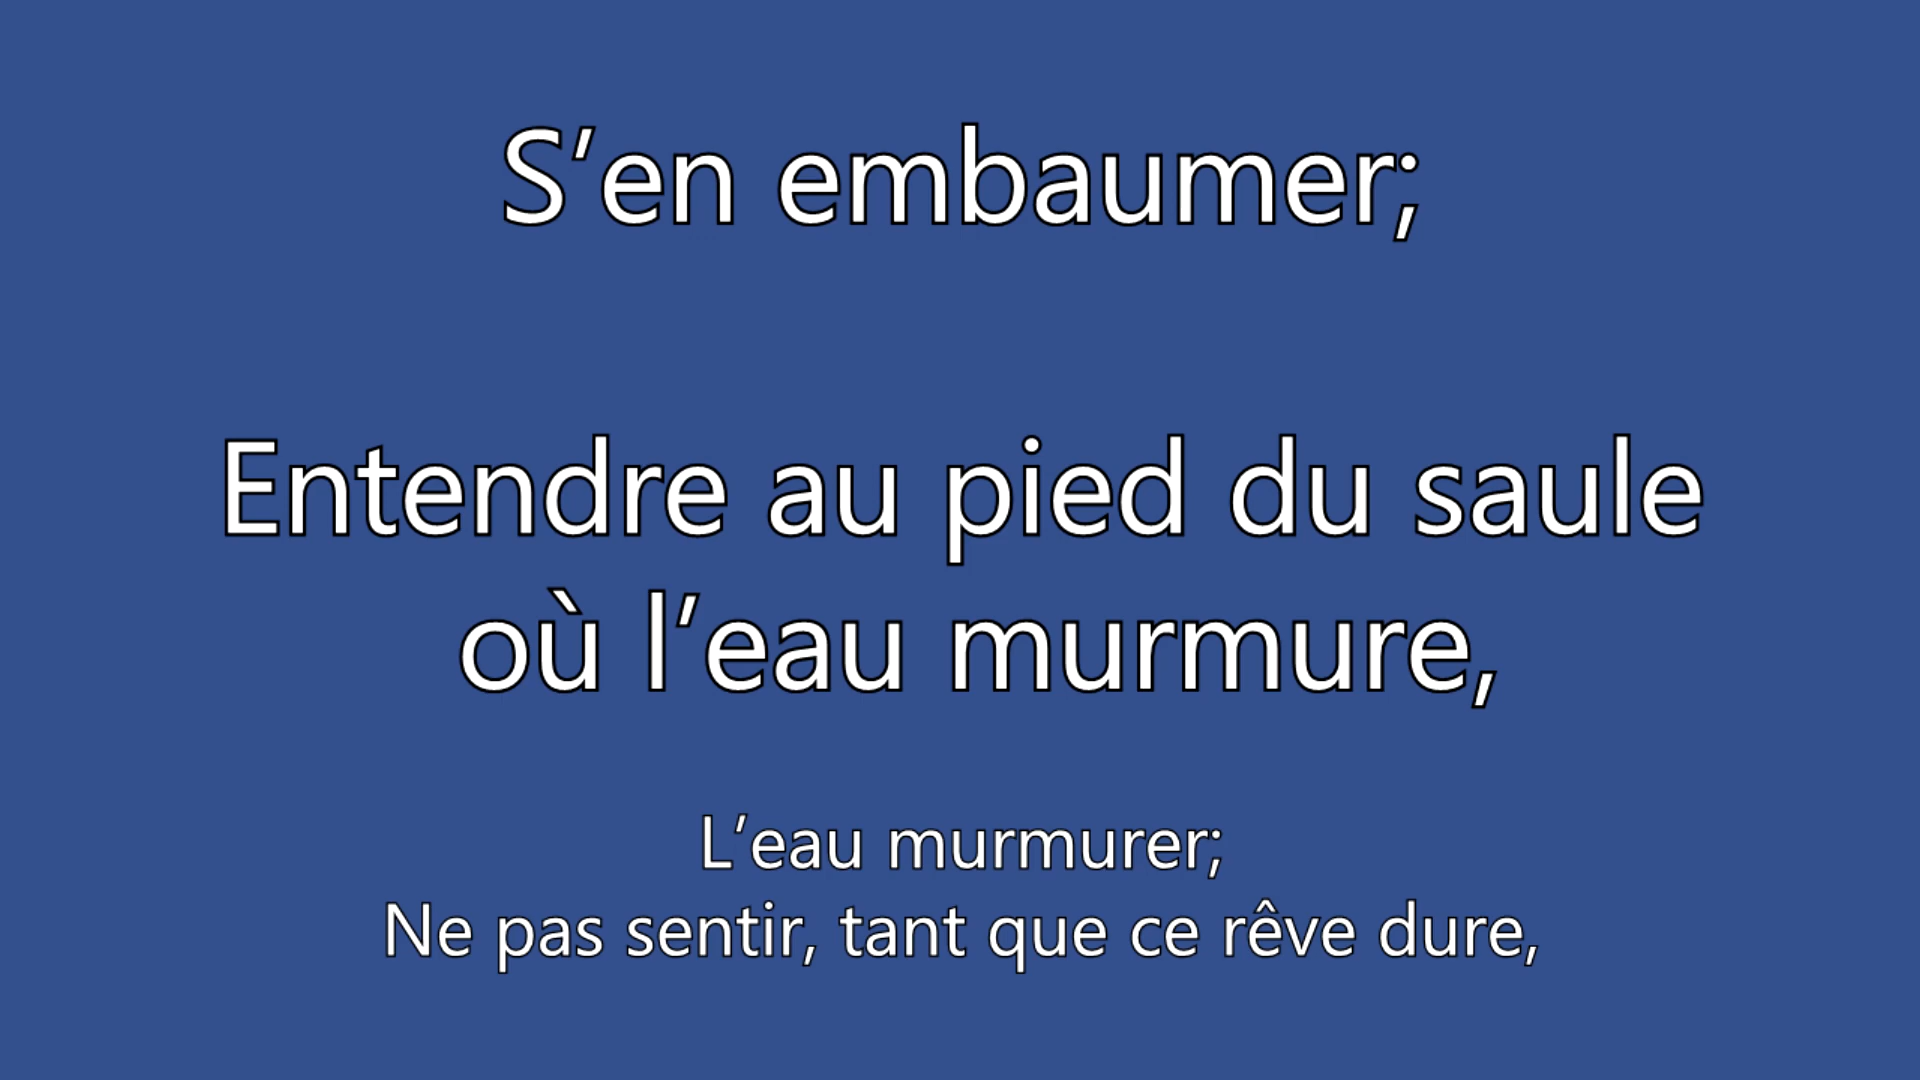 S’en embaumer;
Entendre au pied du saule
où l’eau murmure,
L’eau murmurer;
Ne pas sentir, tant que ce rêve dure,